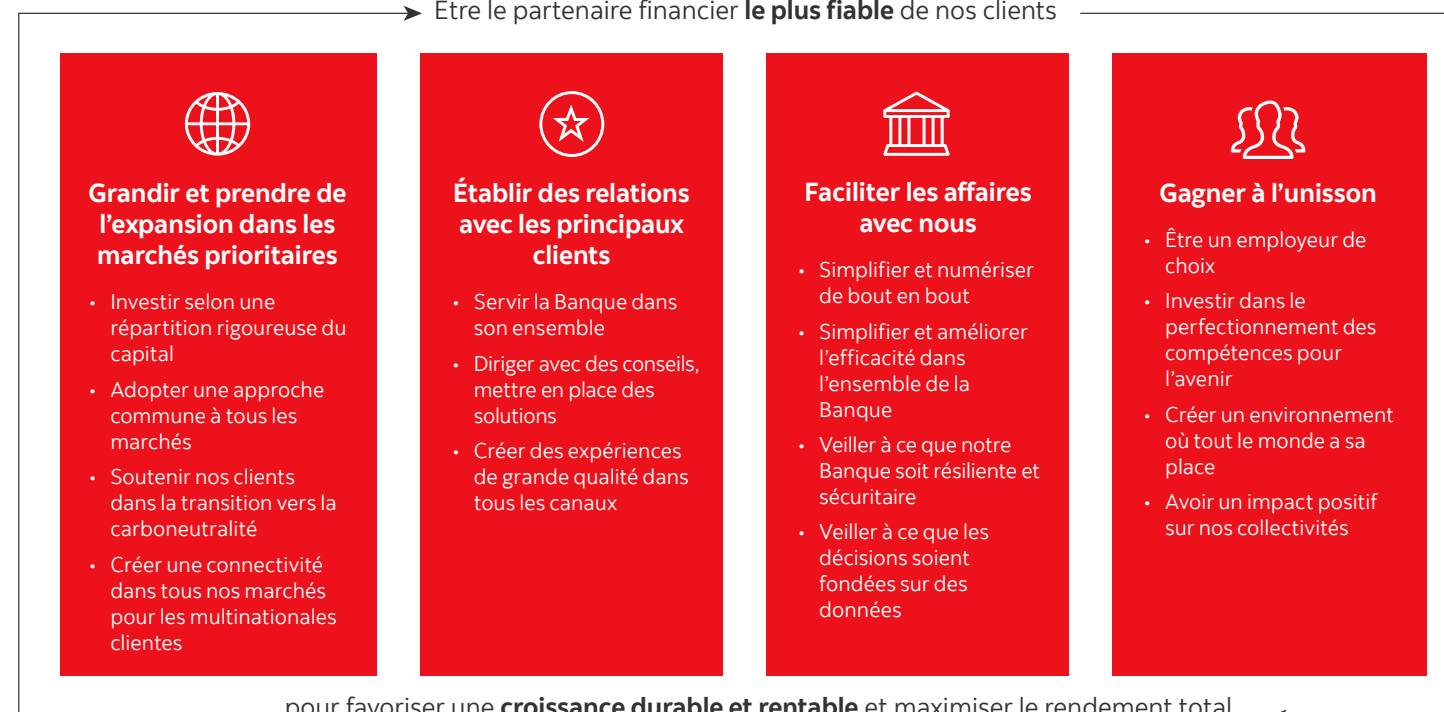 Être le partenaire financier le plus fiable de nos clients
Grandir et prendre de
l'expansion dans les
marchés prioritaires
• Investir selon une
répartition rigoureuse du
capital
• Adopter une approche
commune à tous les
marchés
• Soutenir nos clients
dans la transition vers la
carboneutralité
• Créer une connectivité
dans tous nos marchés
pour les multinationales
clientes
Établir des relations
avec les principaux
clients
• Servir la Banque dans
son ensemble
• Diriger avec des conseils,
mettre en place des
solutions
• Créer des expériences
de grande qualité dans
tous les canaux
Faciliter les affaires
avec nous
• Simplifier et numériser
de bout en bout
• Simplifier et améliorer
l'efficacité dans
l'ensemble de la
Banque
• Veiller à ce que notre
Banque soit résiliente et
sécuritaire
• Veiller à ce que les
décisions soient
fondées sur des
données
Gagner à l'unisson
• Être un employeur de
choix
• Investir dans le
perfectionnement des
compétences pour
l'avenir
• Créer un environnement
où tout le monde a sa
place
• Avoir un impact positif
sur nos collectivités
pour favoriser une croissance durable et rentable et maximiser le rendement total